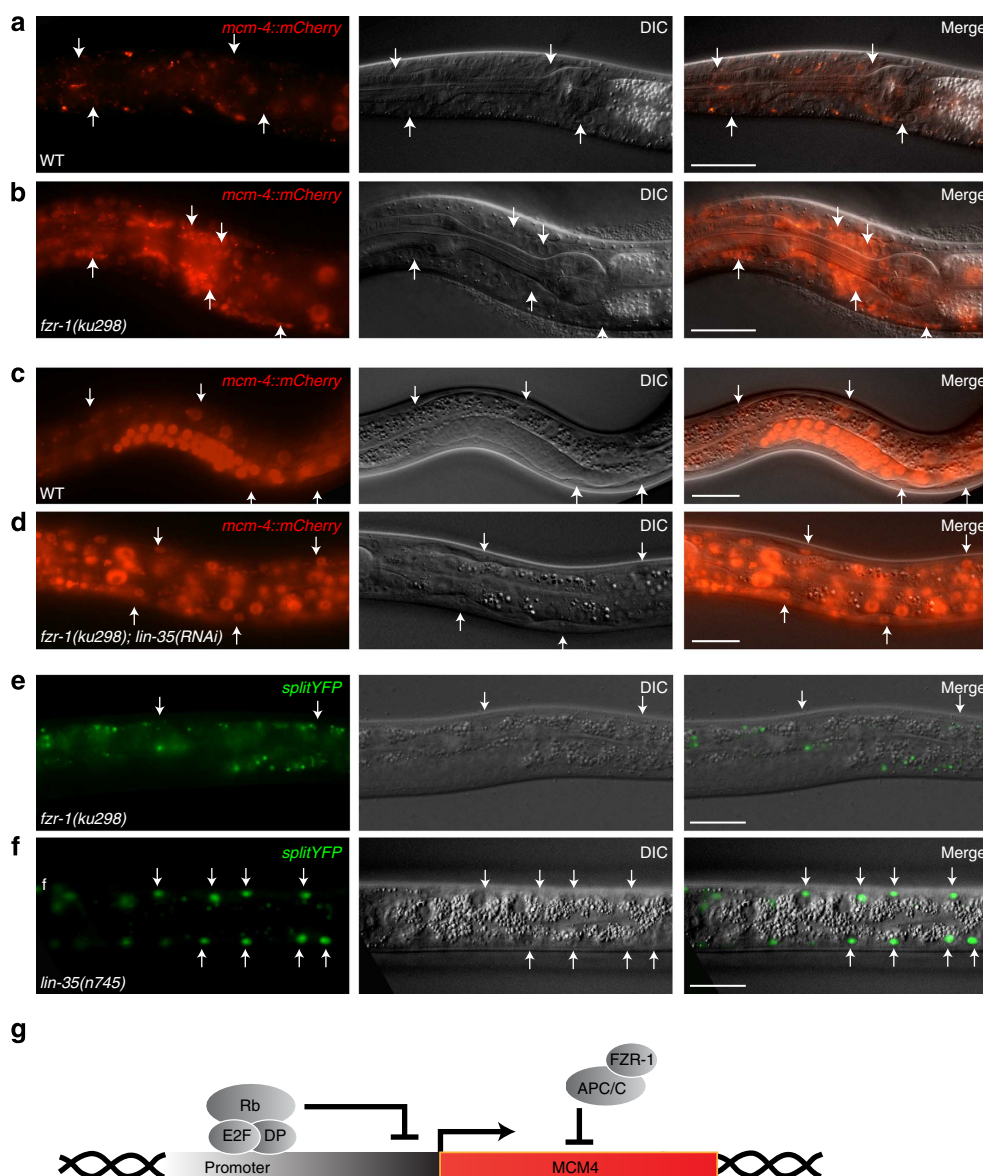 a
mcm-4::mCherry
DIC
Merge
WT
b
mcm-4::mCherry
DIC
Merge
fzr-1(ku298)
c
mcm-4::mCherry
DIC
Merge
WT
d
mcm-4::mCherry
DIC
Merge
fzr-1(ku298); lin-35(RNAi)
e
splitYFP
DIC
Merge
fzr-1(ku298)
f
splitYFP
DIC
Merge
f
lin-35(n745)
g
FZR-1
APC/C
Rb
E2F
DP
Promoter
MCM4